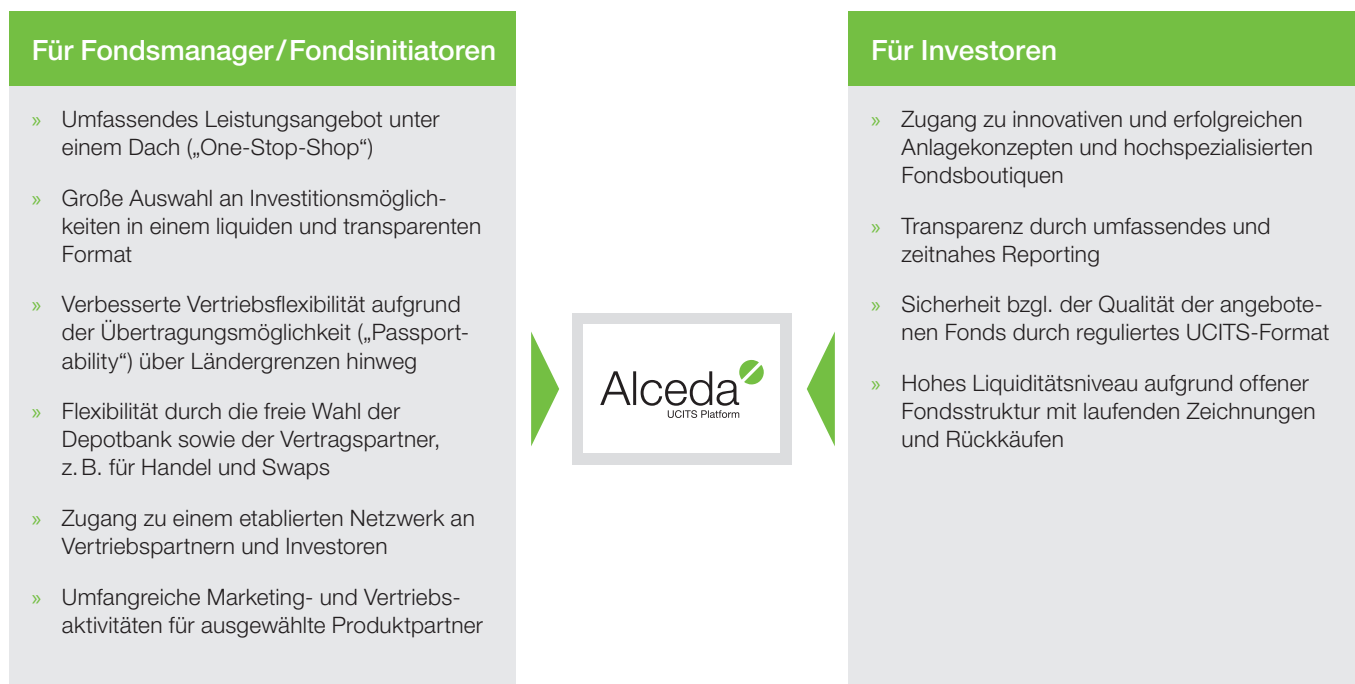 Für Fondsmanager/Fondsinitiatoren
» Umfassendes Leistungsangebot unter
einem Dach („One-Stop-Shop“)
» Große Auswahl an Investitionsmöglich-
keiten in einem liquiden und transparenten
Format
» Verbesserte Vertriebsflexibilität aufgrund
der Übertragungsmöglichkeit („Passport-
ability“) über Ländergrenzen hinweg
» Flexibilität durch die freie Wahl der
Depotbank sowie der Vertragspartner,
z. B. für Handel und Swaps
» Zugang zu einem etablierten Netzwerk an
Vertriebspartnern und Investoren
» Umfangreiche Marketing- und Vertriebs-
aktivitäten für ausgewählte Produktpartner
Alceda
UCITS Platform
Für Investoren
» Zugang zu innovativen und erfolgreichen
Anlagekonzepten und hochspezialisierten
Fondsboutiquen
» Transparenz durch umfassendes und
zeitnahes Reporting
» Sicherheit bzgl. der Qualität der angebote-
nen Fonds durch reguliertes UCITS-Format
» Hohes Liquiditätsniveau aufgrund offener
Fondsstruktur mit laufenden Zeichnungen
und Rückkäufen